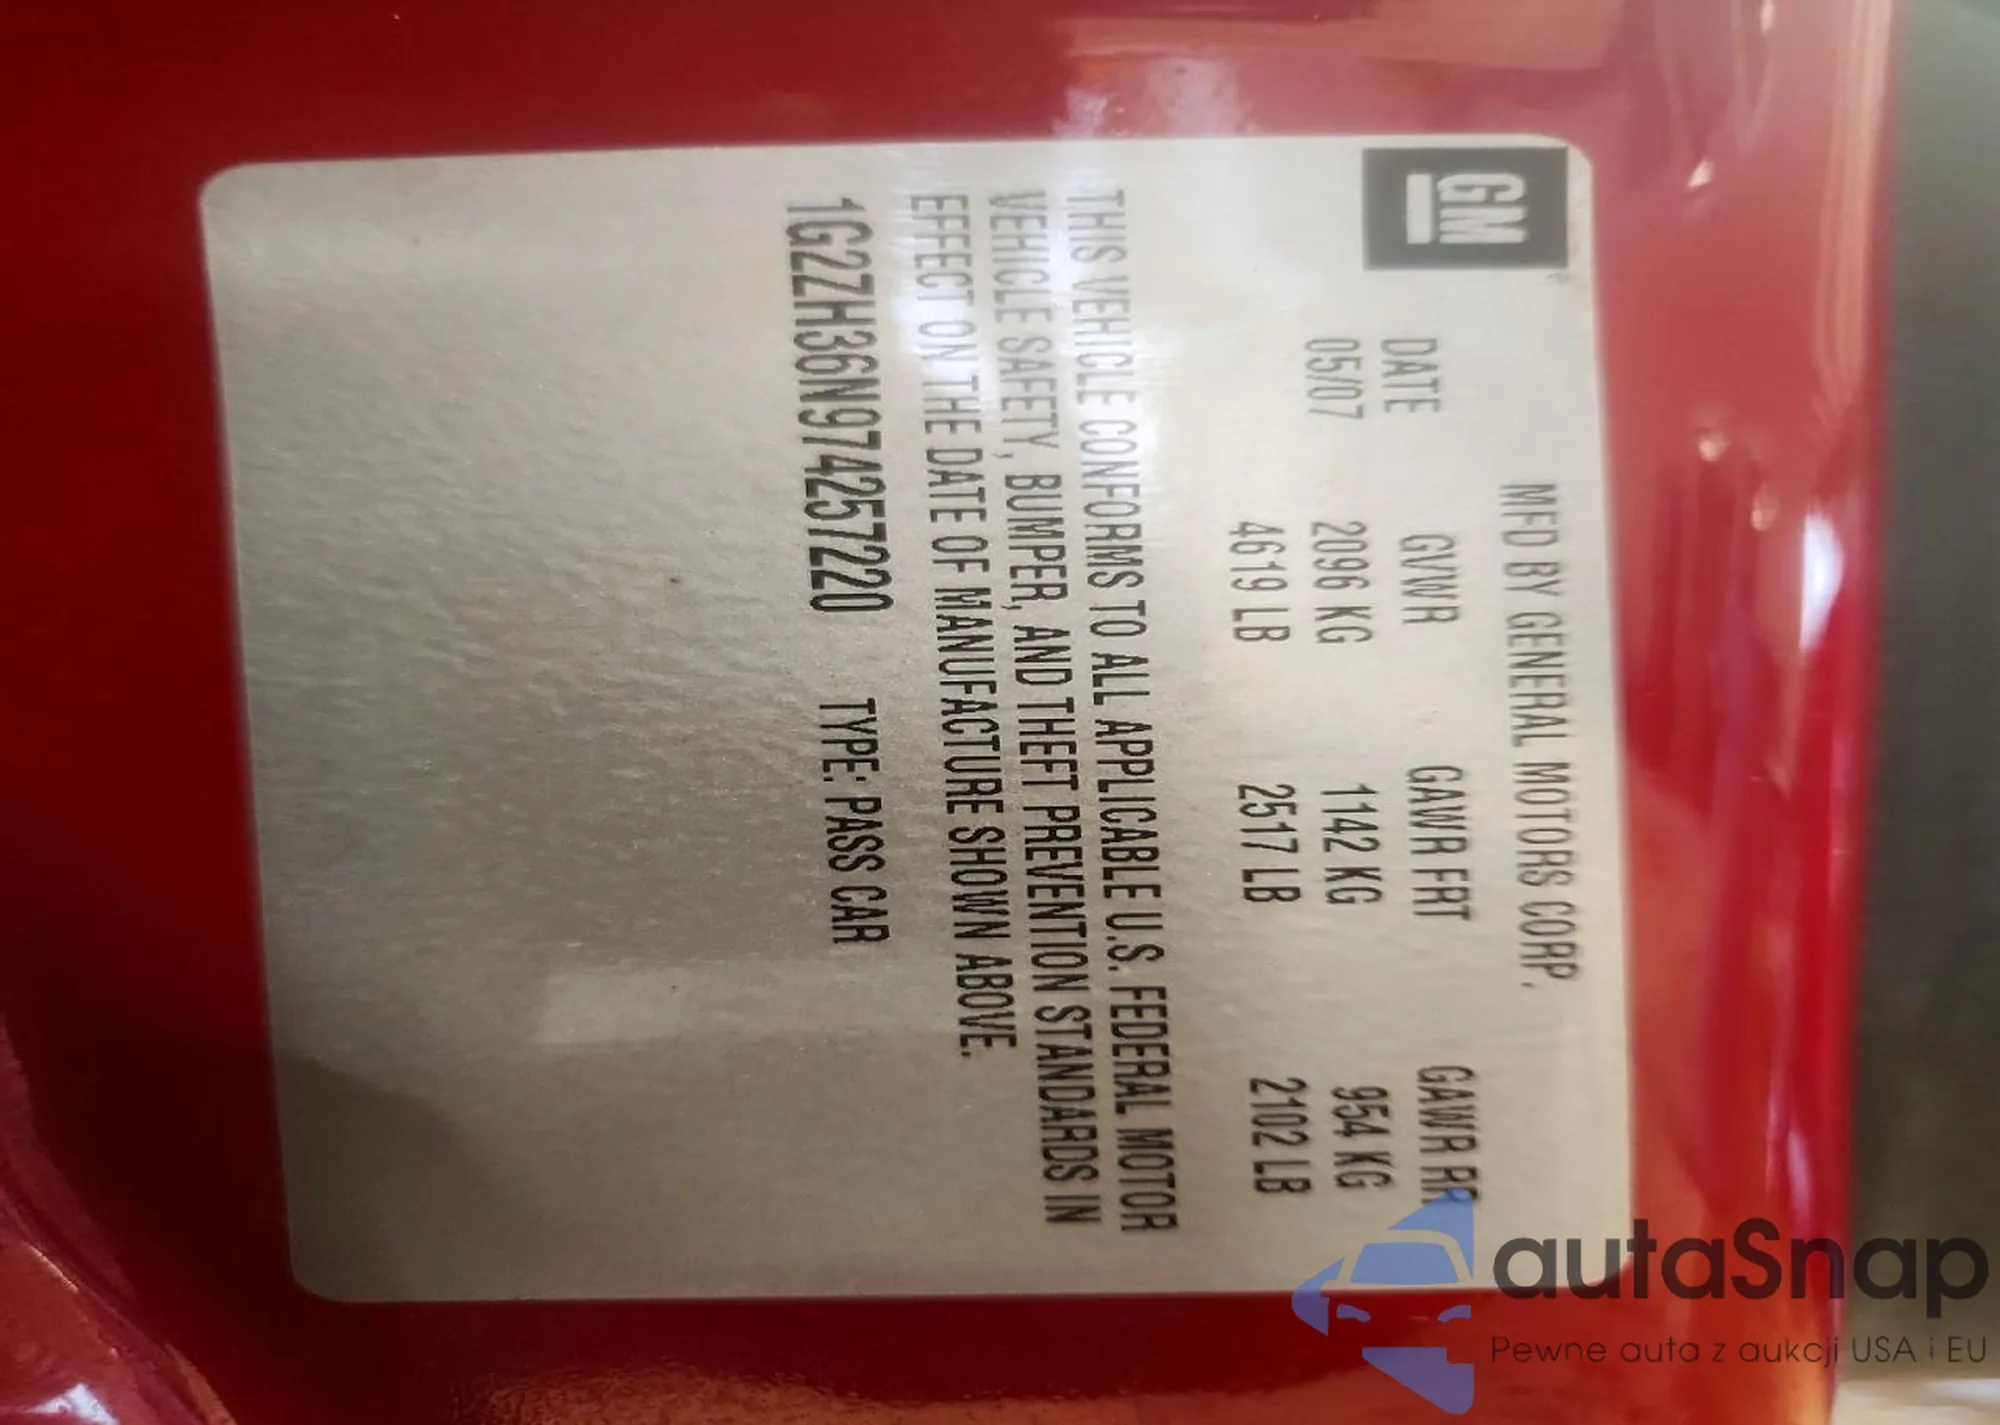 GM
MFD BY GENERAL MOTORS CORP.
DATE GVWR GAWR FRT GAWR RR
05/07 2096 KG 1142 KG 954 KG
4619 LB 2517 LB 2102 LB
THIS VEHICLE CONFORMS TO ALL APPLICABLE U.S. FEDERAL MOTOR
VEHICLE SAFETY, BUMPER, AND THEFT PREVENTION STANDARDS IN
EFFECT ON THE DATE OF MANUFACTURE SHOWN ABOVE.
1G2ZH36N974257220 TYPE: PASS CAR
autaSnap
Pewne auta z aukcji USA i EU